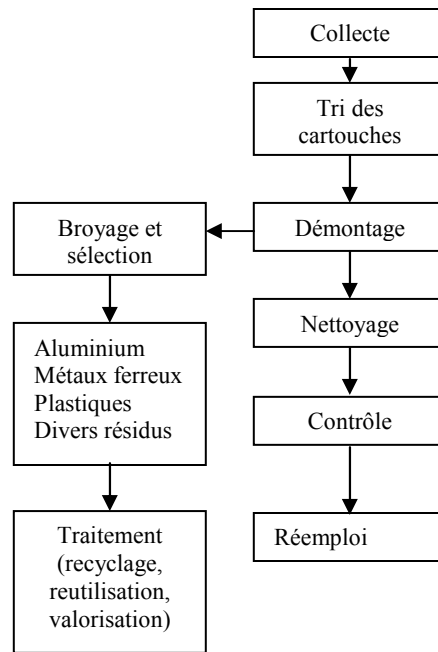 Collecte
Tri des
cartouches
Démontage
Broyage et
sélection
Nettoyage
Aluminium
Métaux ferreux
Plastiques
Divers résidus
Contrôle
Réemploi
Traitement
(recyclage,
reutilisation,
valorisation)